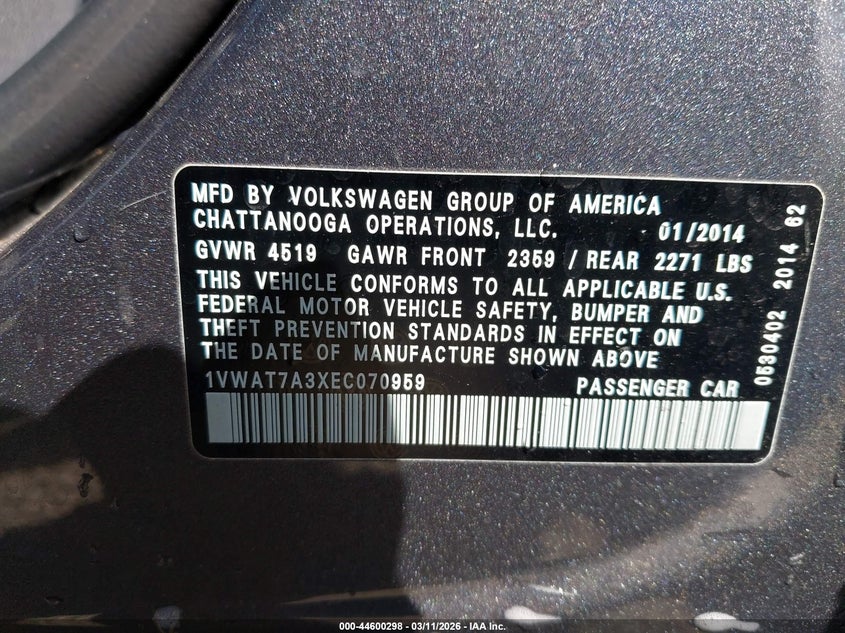 MFD BY VOLKSWAGEN GROUP OF AMERICA
CHATTANOOGA OPERATIONS, LLC. 01/2014
GVWR 4519 GAWR FRONT 2359 / REAR 2271 LBS
THIS VEHICLE CONFORMS TO ALL APPLICABLE U.S.
FEDERAL MOTOR VEHICLE SAFETY, BUMPER AND
THEFT PREVENTION STANDARDS IN EFFECT ON
THE DATE OF MANUFACTURE SHOWN ABOVE
1VWAT7A3XEC070959 PASSENGER CAR
0530402 2014 62
000-44600298 - 03/11/2026 - IAA Inc.